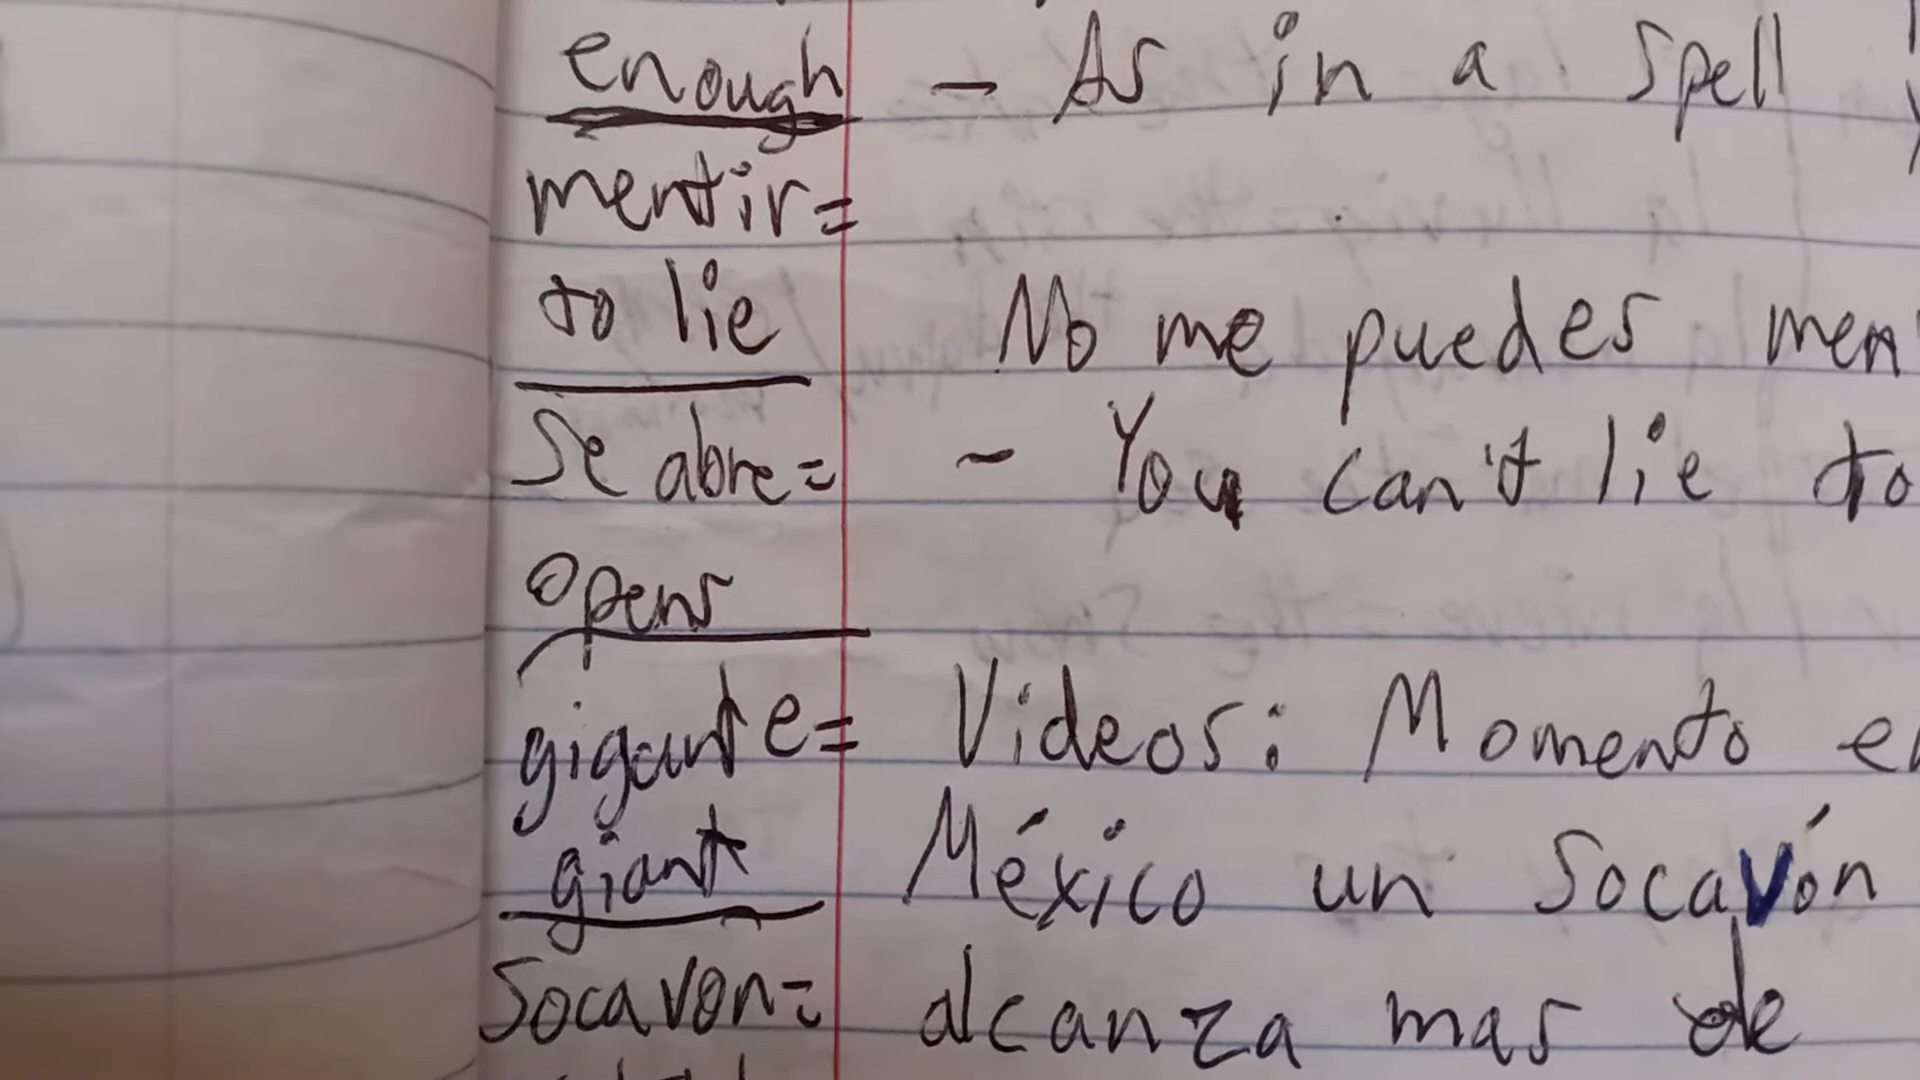 enough - As in a spell
mentir=
to lie No me puedes men
Se abre= - You can't lie to
opens
gigante= Videos: Momento en
giant México un Socavón
Socavon= alcanza mas de